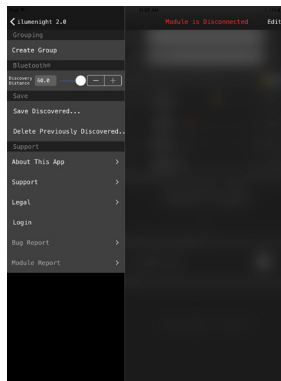 ilumenight 2.0
Module is Disconnected
Edit
Grouping
Create Group
Bluetooth®
Discovery
Distance
60.0
Save
Save Discovered...
Delete Previously Discovered..
Support
About This App
Support
Legal
Login
Bug Report
Module Report